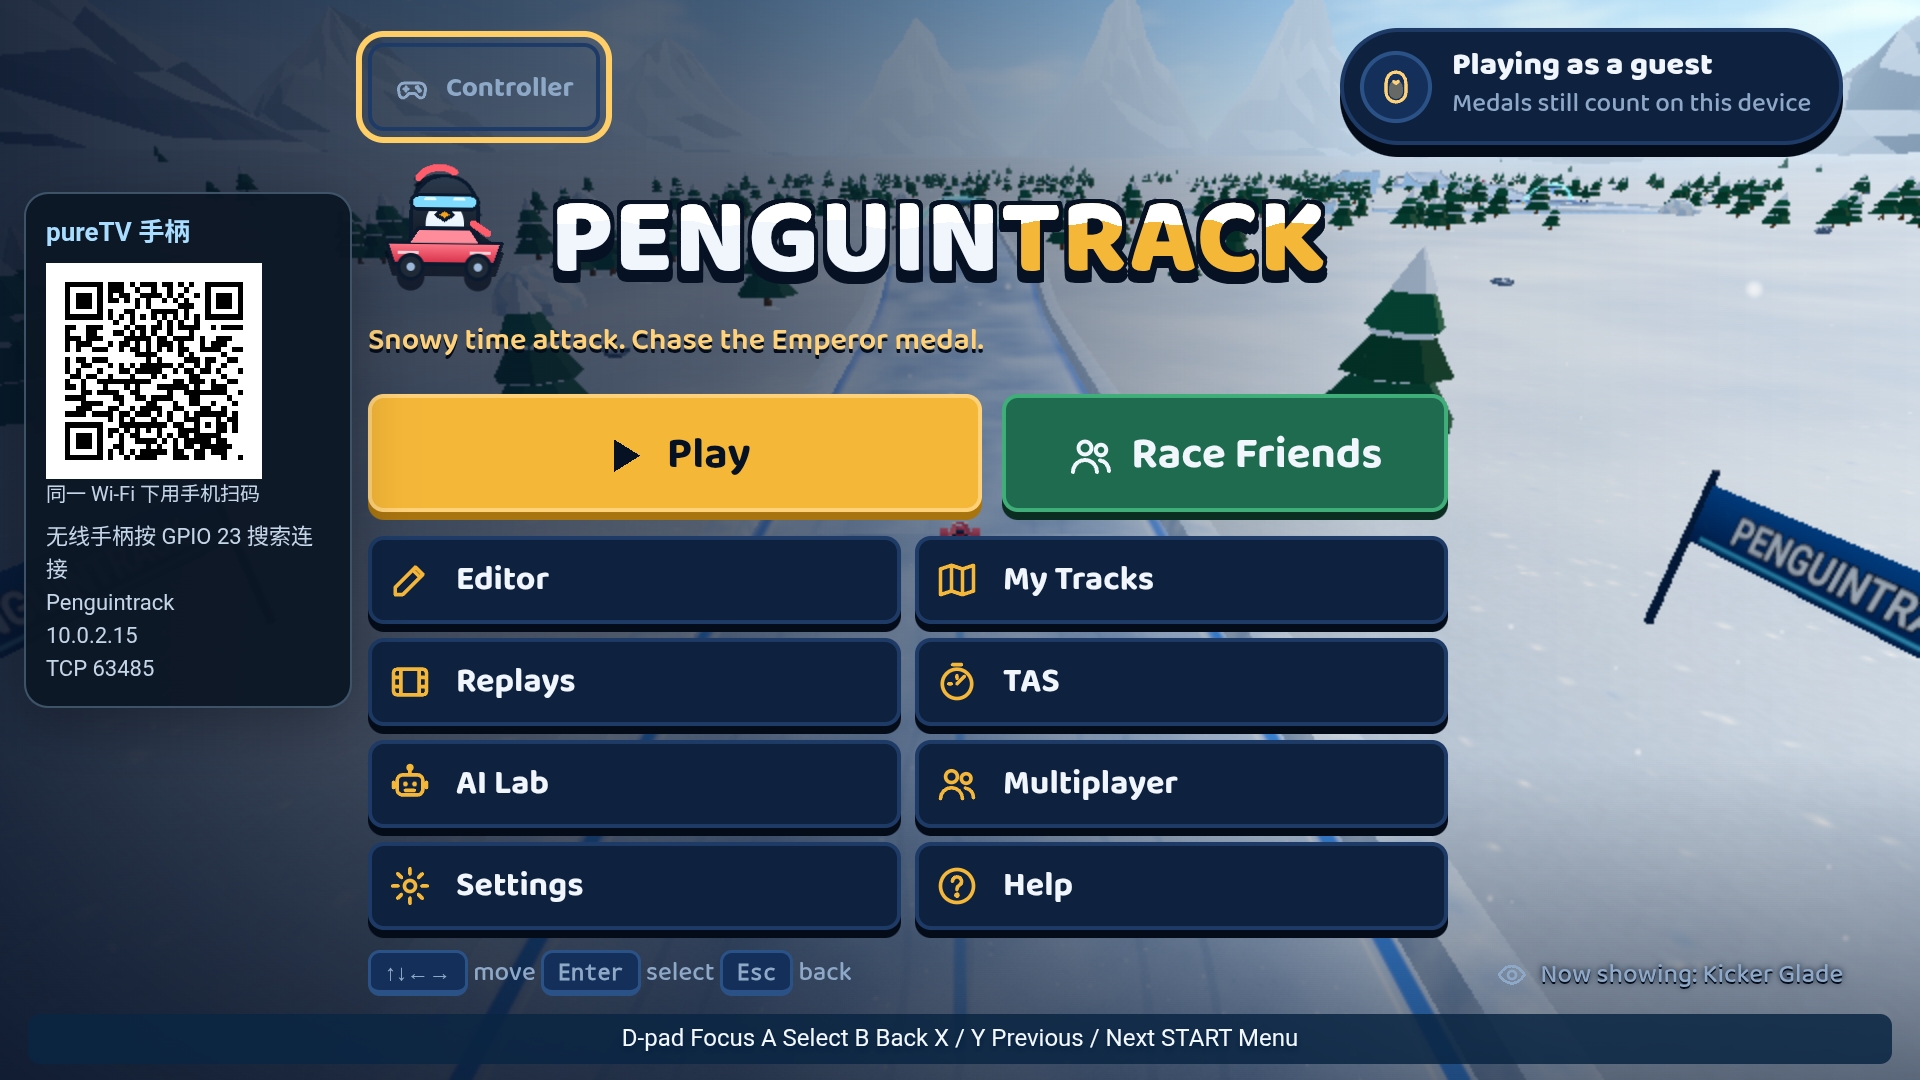 Controller
Playing as a guest
Medals still count on this device
pureTV 手柄
同一 Wi-Fi 下用手机扫码
无线手柄按 GPIO 23 搜索连
接
Penguintrack
10.0.2.15
TCP 63485
PENGUINTRACK
Snowy time attack. Chase the Emperor medal.
Play
Race Friends
Editor
My Tracks
Replays
TAS
AI Lab
Multiplayer
Settings
Help
↑↓←→ move Enter select Esc back
Now showing: Kicker Glade
PENGUINTRA
D-pad Focus A Select B Back X / Y Previous / Next START Menu